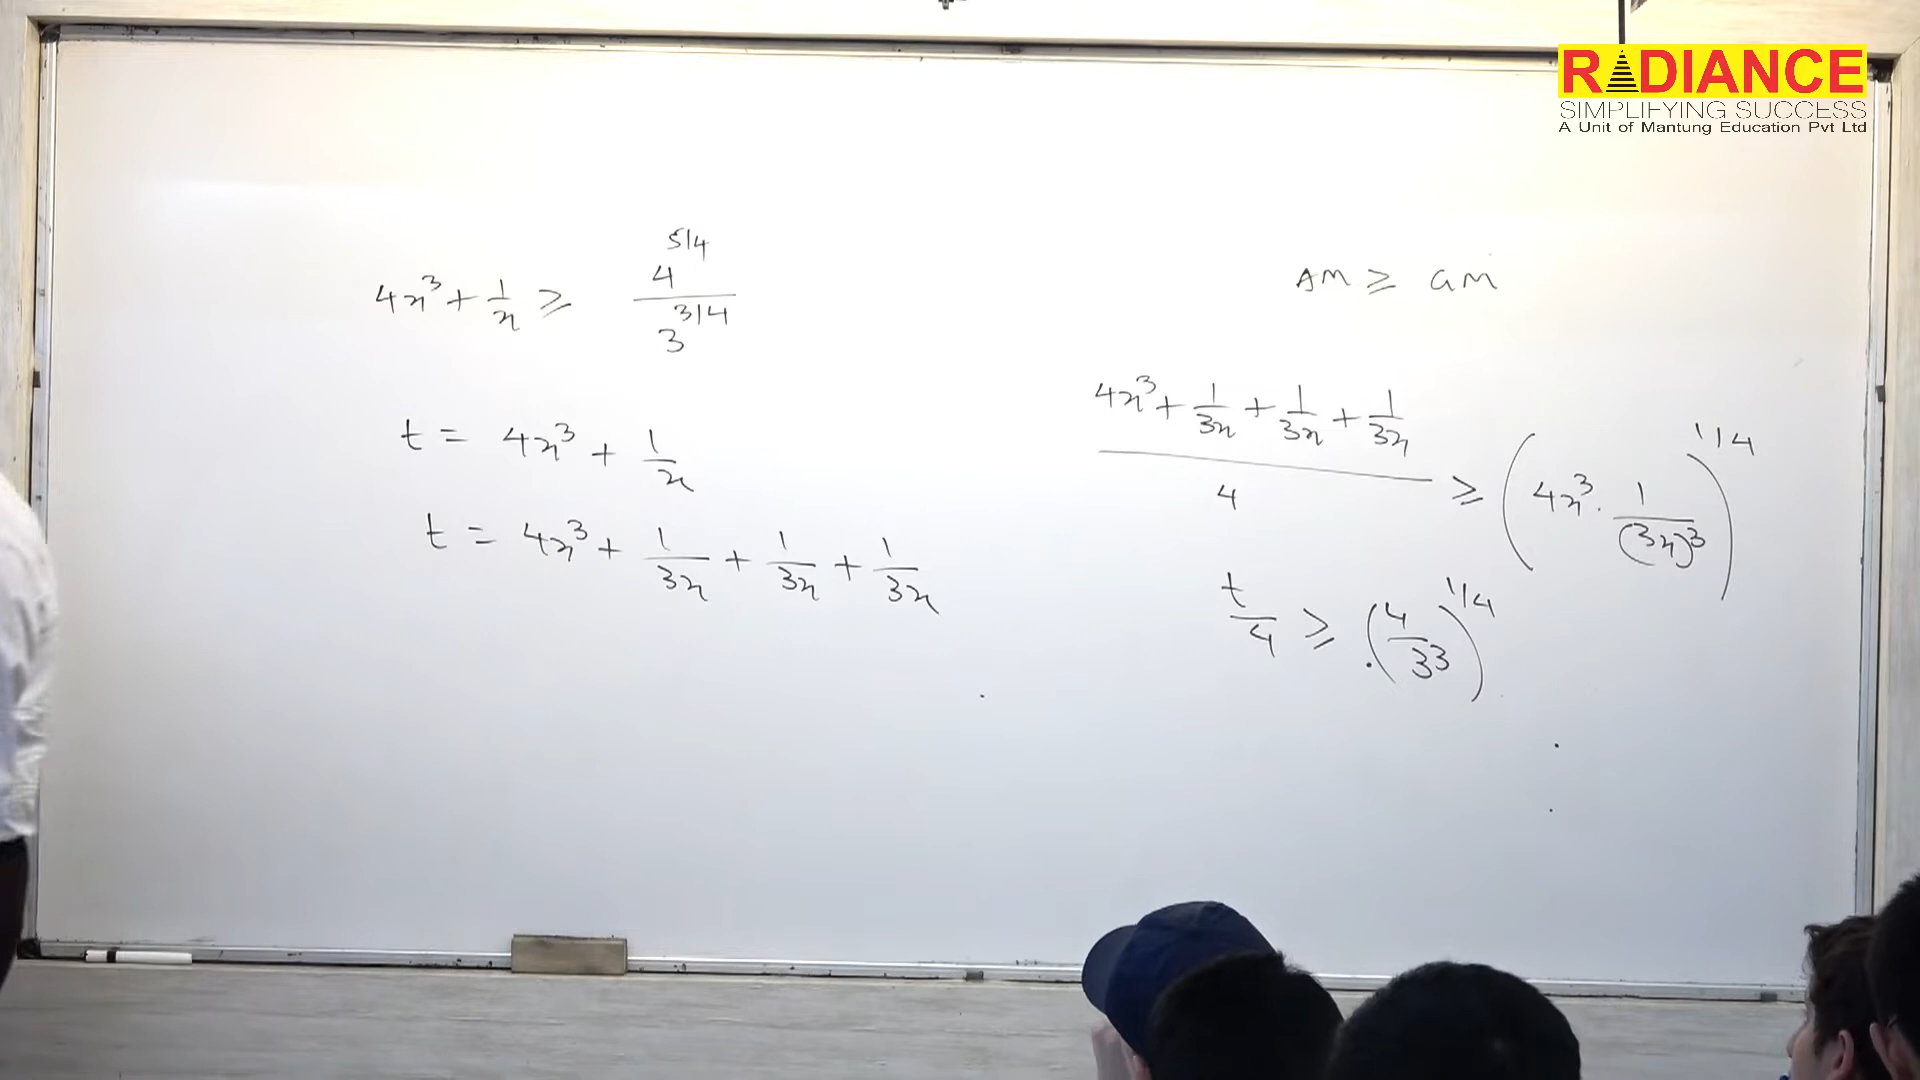 RADIANCE
SIMPLIFYING SUCCESS
A Unit of Mantung Education Pvt Ltd
4x³ + 1/x ≥ 4^(5/4) / 3^(3/4)
t = 4x³ + 1/x
t = 4x³ + 1/3x + 1/3x + 1/3x
AM ≥ GM
(4x³ + 1/3x + 1/3x + 1/3x) / 4 ≥ (4x³ · 1/(3x)³)^(1/4)
t/4 ≥ (4/3³)^(1/4)